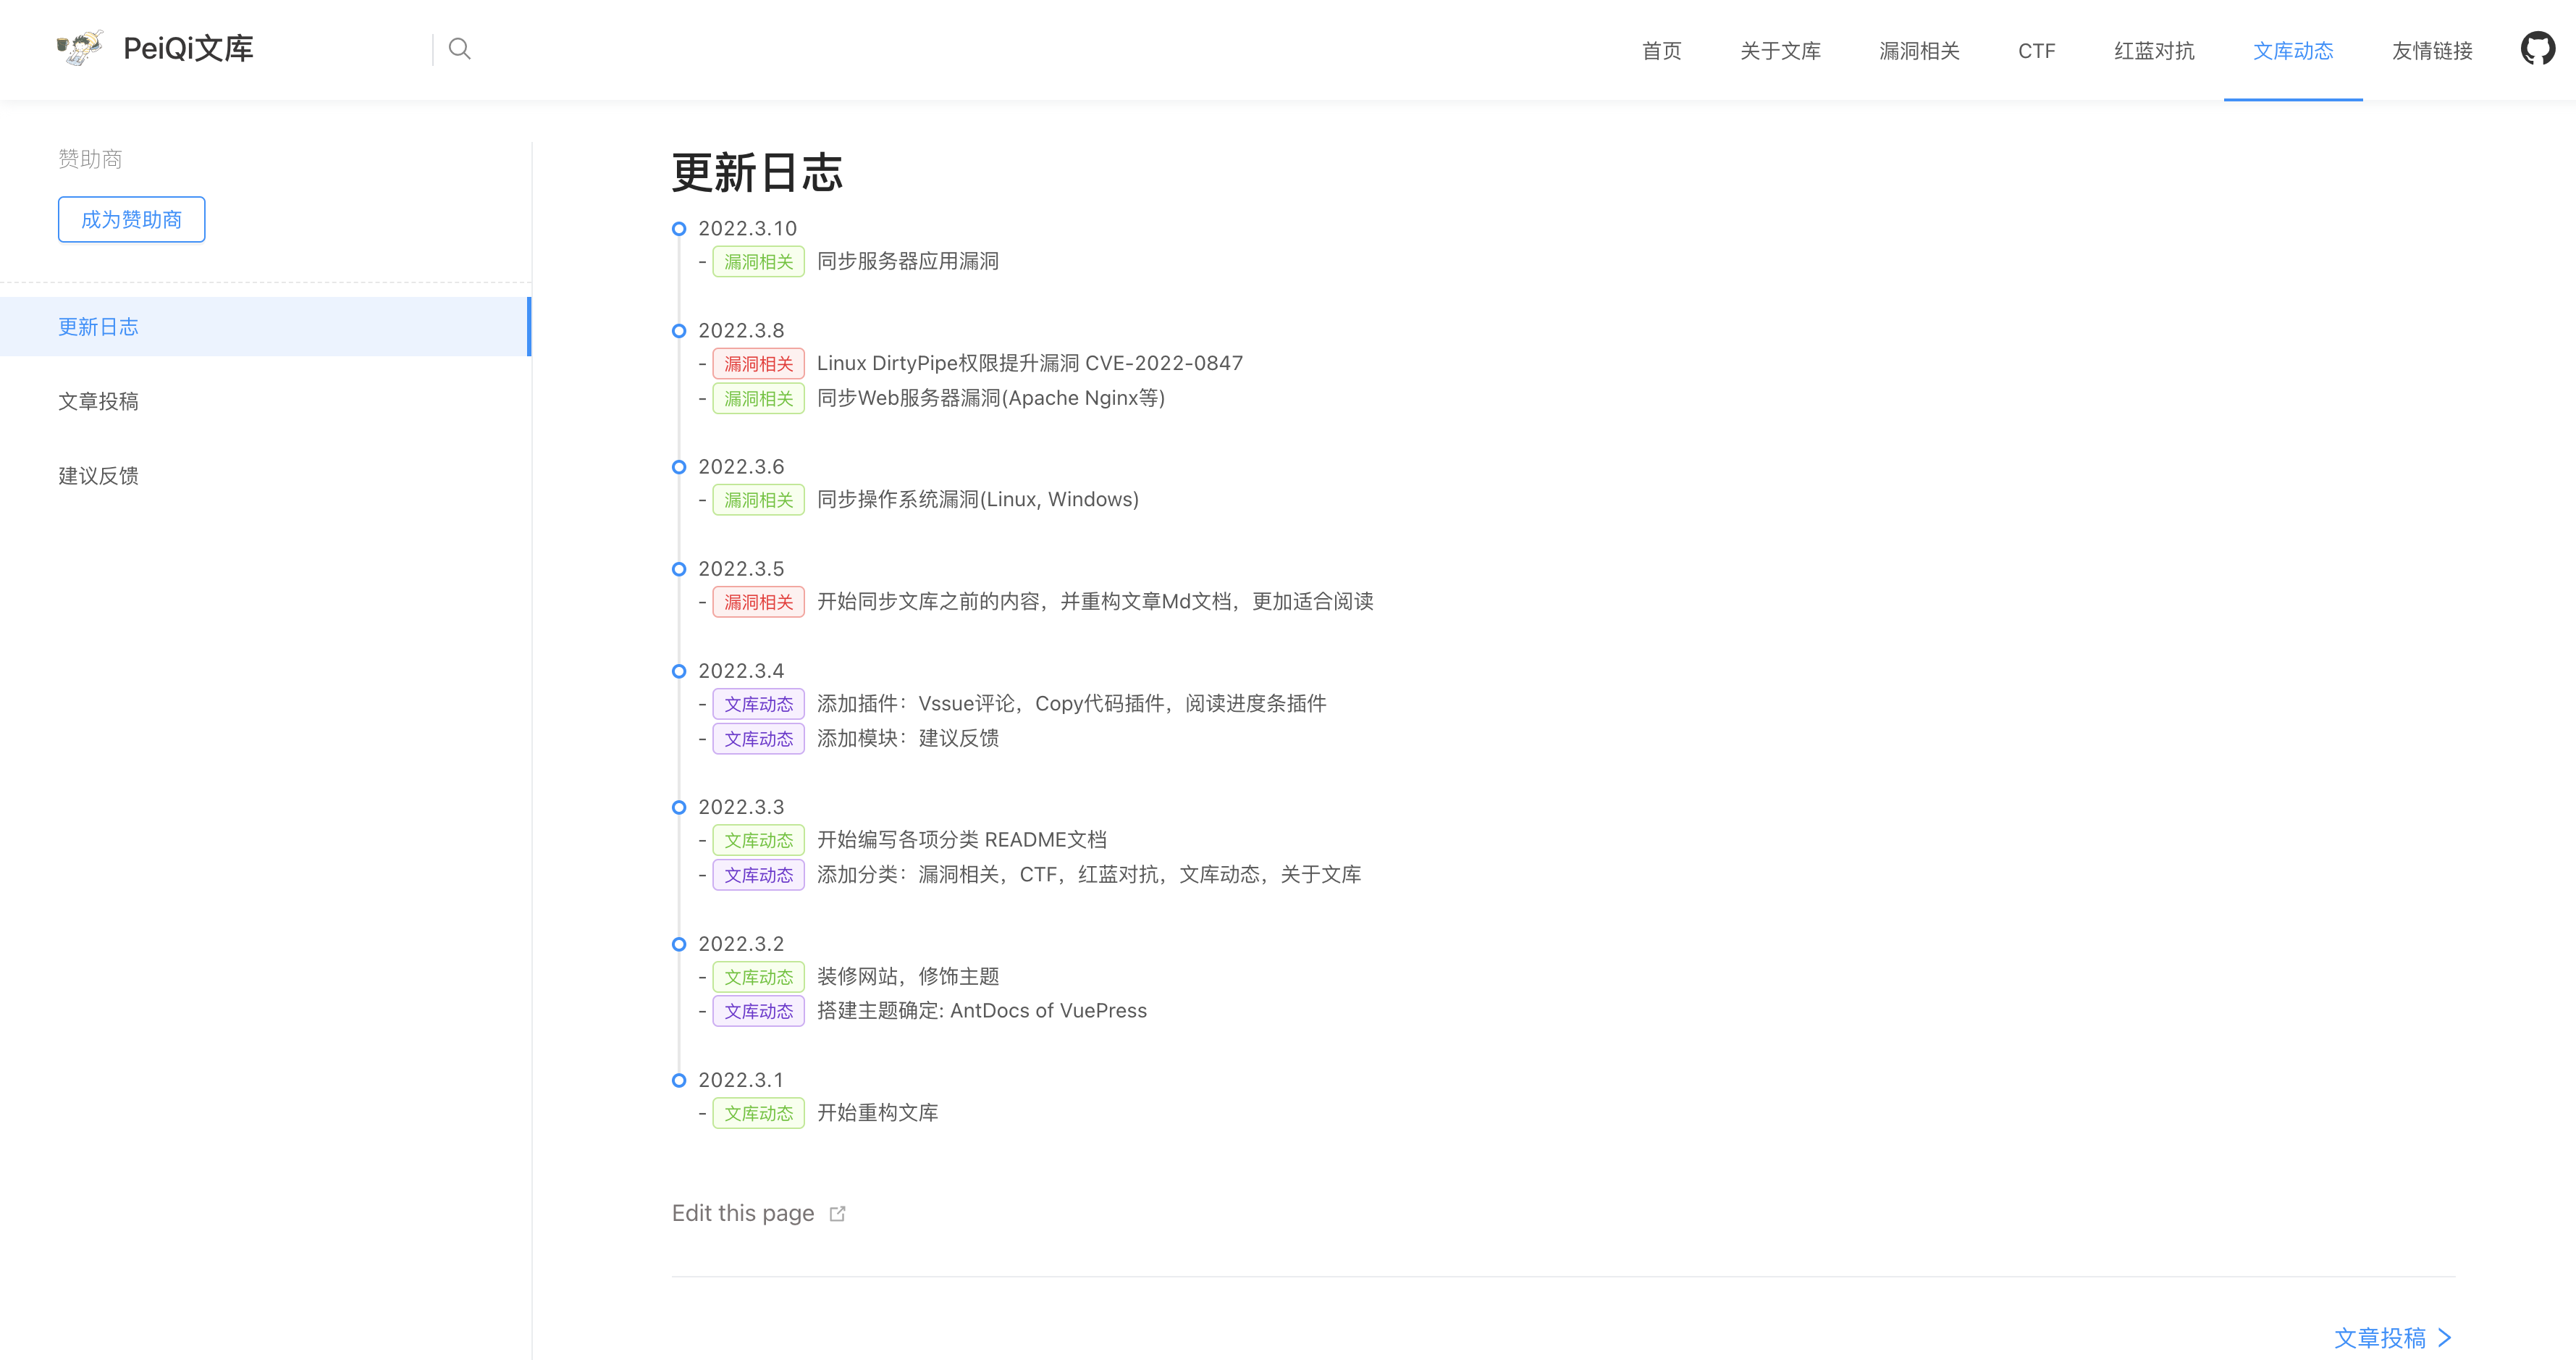 PeiQi文库
首页 关于文库 漏洞相关 CTF 红蓝对抗 文库动态 友情链接
赞助商
成为赞助商
更新日志
文章投稿
建议反馈
更新日志
2022.3.10
- 漏洞相关 同步服务器应用漏洞
2022.3.8
- 漏洞相关 Linux DirtyPipe权限提升漏洞 CVE-2022-0847
- 漏洞相关 同步Web服务器漏洞(Apache Nginx等)
2022.3.6
- 漏洞相关 同步操作系统漏洞(Linux, Windows)
2022.3.5
- 漏洞相关 开始同步文库之前的内容，并重构文章Md文档，更加适合阅读
2022.3.4
- 文库动态 添加插件：Vssue评论，Copy代码插件，阅读进度条插件
- 文库动态 添加模块：建议反馈
2022.3.3
- 文库动态 开始编写各项分类 README文档
- 文库动态 添加分类：漏洞相关，CTF，红蓝对抗，文库动态，关于文库
2022.3.2
- 文库动态 装修网站，修饰主题
- 文库动态 搭建主题确定: AntDocs of VuePress
2022.3.1
- 文库动态 开始重构文库
Edit this page
文章投稿